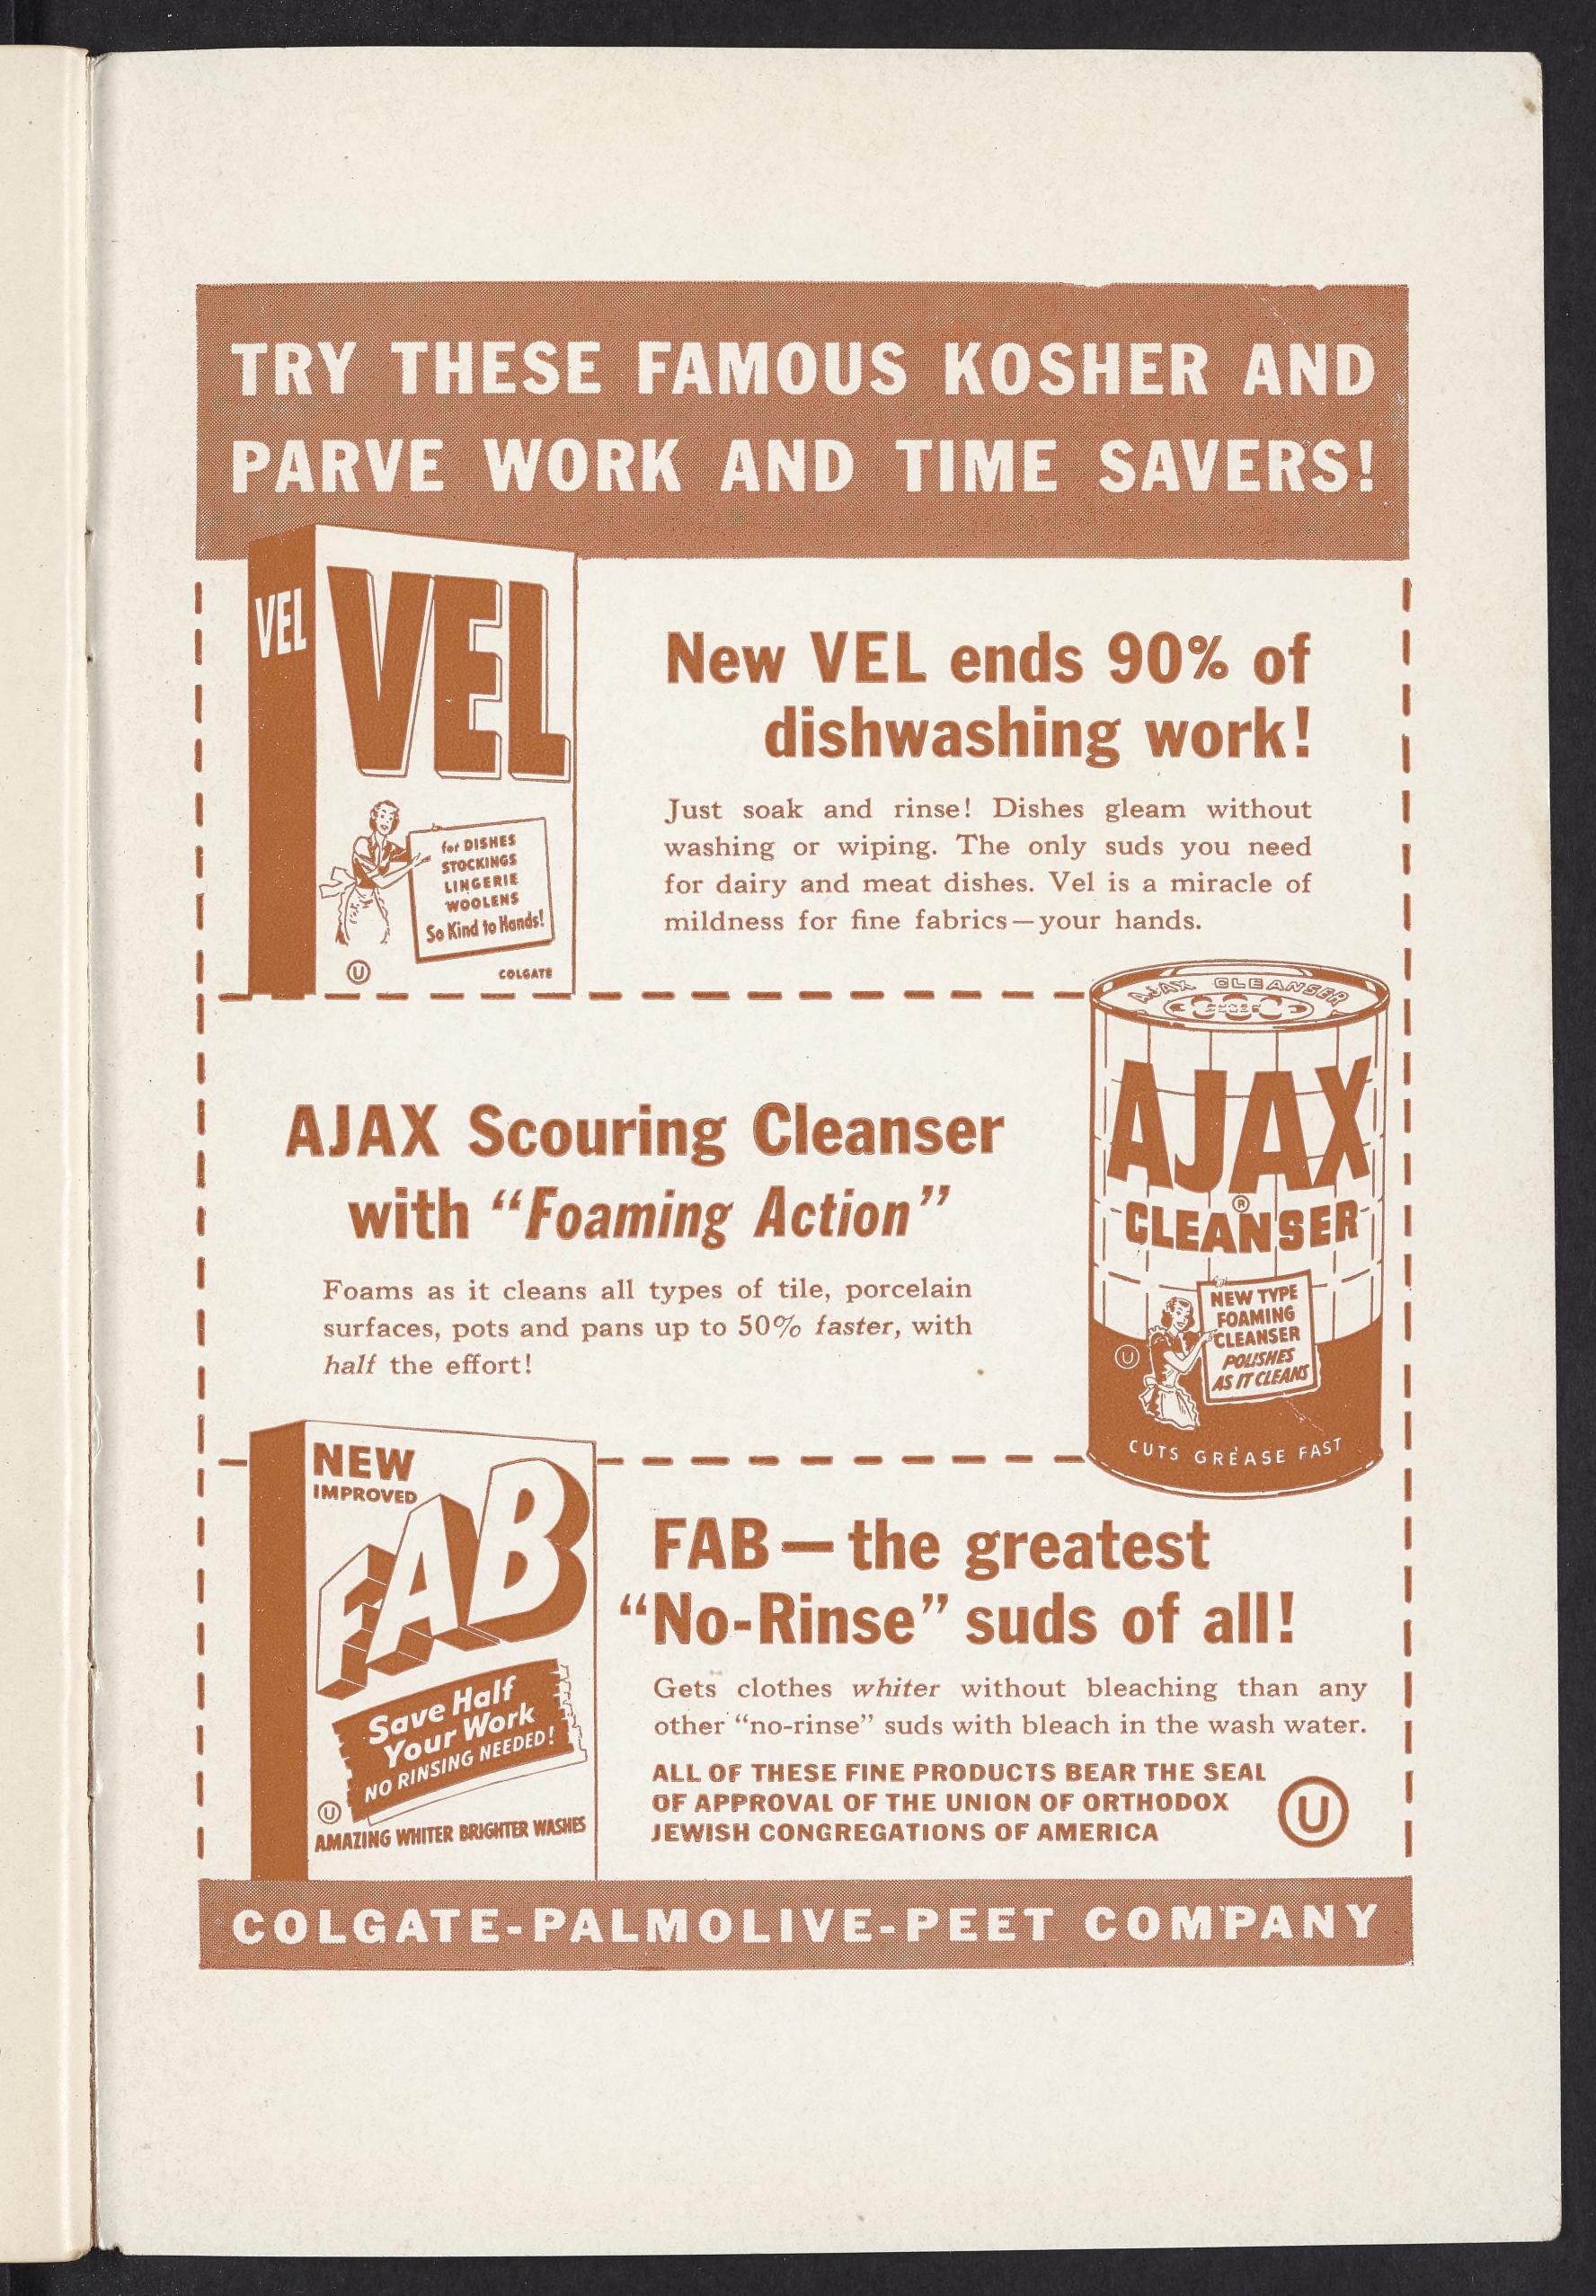 TRY THESE FAMOUS KOSHER AND
PARVE WORK AND TIME SAVERS!
VEL
VEL
for DISHES
STOCKINGS
LINGERIE
WOOLENS
So Kind to Hands!
U
COLGATE
New VEL ends 90% of
dishwashing work!
Just soak and rinse! Dishes gleam without
washing or wiping. The only suds you need
for dairy and meat dishes. Vel is a miracle of
mildness for fine fabrics—your hands.
AJAX Scouring Cleanser
with “Foaming Action”
Foams as it cleans all types of tile, porcelain
surfaces, pots and pans up to 50% faster, with
half the effort!
AJAX CLEANSER
AJAX
®
CLEANSER
NEW TYPE
FOAMING
CLEANSER
POLISHES
AS IT CLEANS
U
CUTS GREASE FAST
NEW
IMPROVED
FAB
Save Half
Your Work
NO RINSING NEEDED!
U
AMAZING WHITER BRIGHTER WASHES
FAB—the greatest
“No-Rinse” suds of all!
Gets clothes whiter without bleaching than any
other “no-rinse” suds with bleach in the wash water.
ALL OF THESE FINE PRODUCTS BEAR THE SEAL
OF APPROVAL OF THE UNION OF ORTHODOX
JEWISH CONGREGATIONS OF AMERICA
U
COLGATE-PALMOLIVE-PEET COMPANY